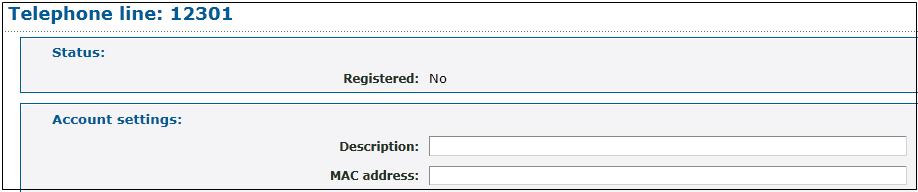 Telephone line: 12301
Status:
Registered: No
Account settings:
Description:
MAC address: